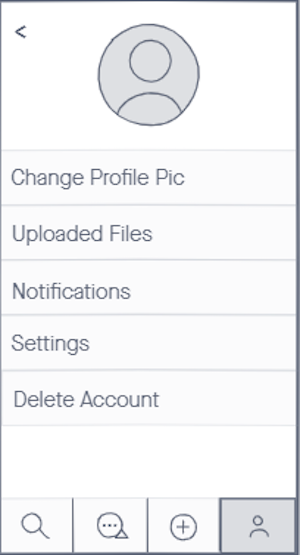 Change Profile Pic
Uploaded Files
Notifications
Settings
Delete Account